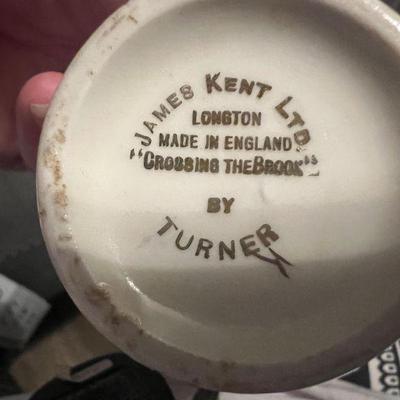 JAMES KENT LTD.
LONGTON
MADE IN ENGLAND
"CROSSING THE BROOK"
BY
TURNER